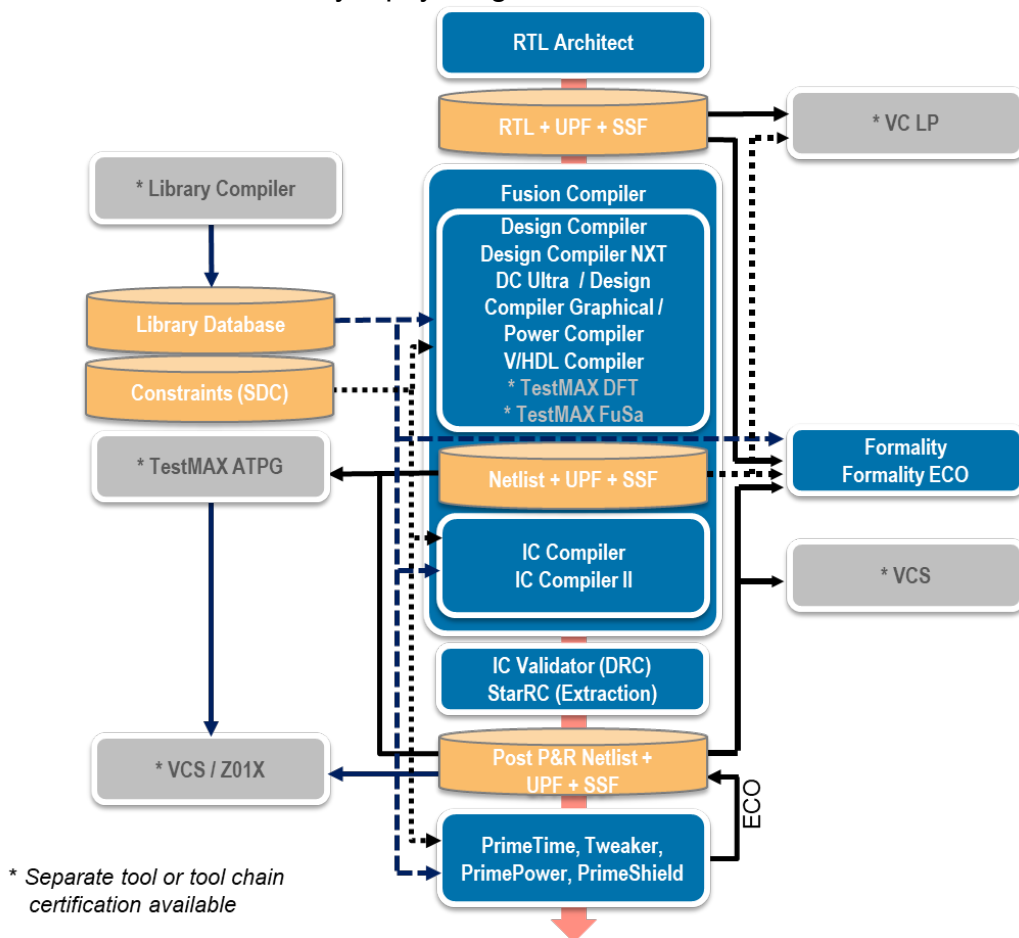 RTL Architect
RTL + UPF + SSF
* VC LP
* Library Compiler
Fusion Compiler
Design Compiler
Design Compiler NXT
DC Ultra / Design
Compiler Graphical /
Power Compiler
V/HDL Compiler
* TestMAX DFT
* TestMAX FuSa
Library Database
Constraints (SDC)
* TestMAX ATPG
Netlist + UPF + SSF
Formality
Formality ECO
IC Compiler
IC Compiler II
* VCS
IC Validator (DRC)
StarRC (Extraction)
* VCS / Z01X
Post P&R Netlist +
UPF + SSF
ECO
PrimeTime, Tweaker,
PrimePower, PrimeShield
* Separate tool or tool chain
certification available